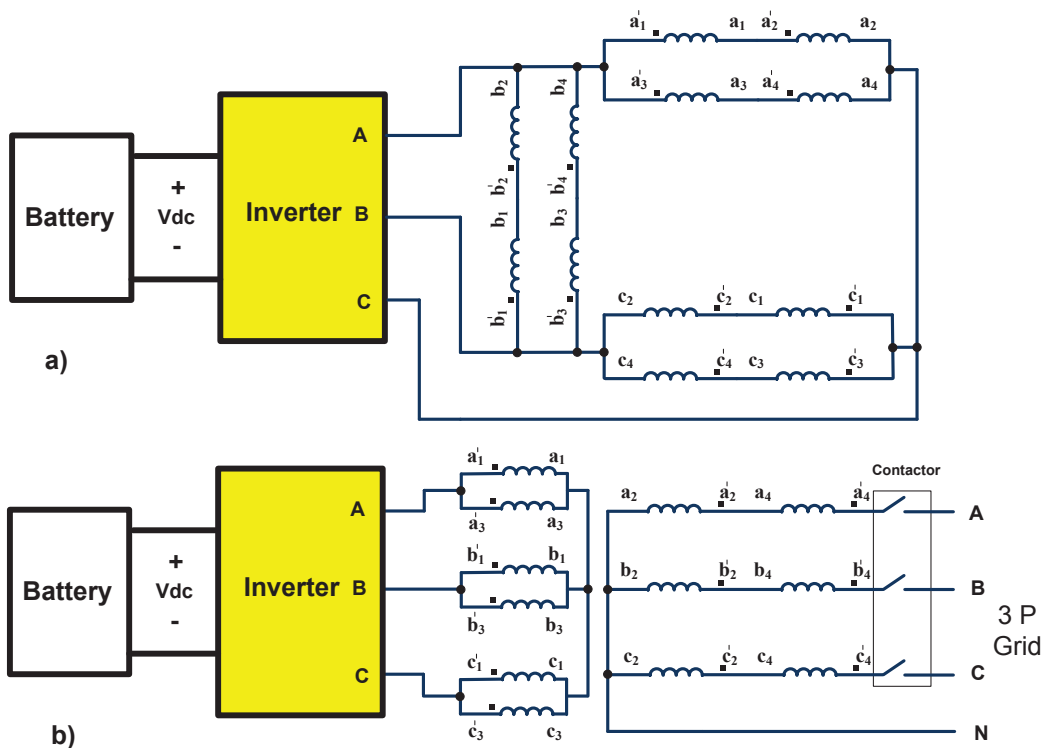 a'1 a1 a'2 a2
a'3 a3 a'4 a4
b2 b4
b'2 b'4
b1 b3
b'1 b'3
Battery
+
Vdc
-
Inverter
A
B
C
c2 c'2 c1 c'1
c4 c'4 c3 c'3
a)
Battery
+
Vdc
-
Inverter
A
B
C
a'1 a1
a'3 a3
b'1 b1
b'3 b3
c'1 c1
c'3 c3
Contactor
a2 a'2 a4 a'4
A
b2 b'2 b4 b'4
B
c2 c'2 c4 c'4
C
N
3 P
Grid
b)